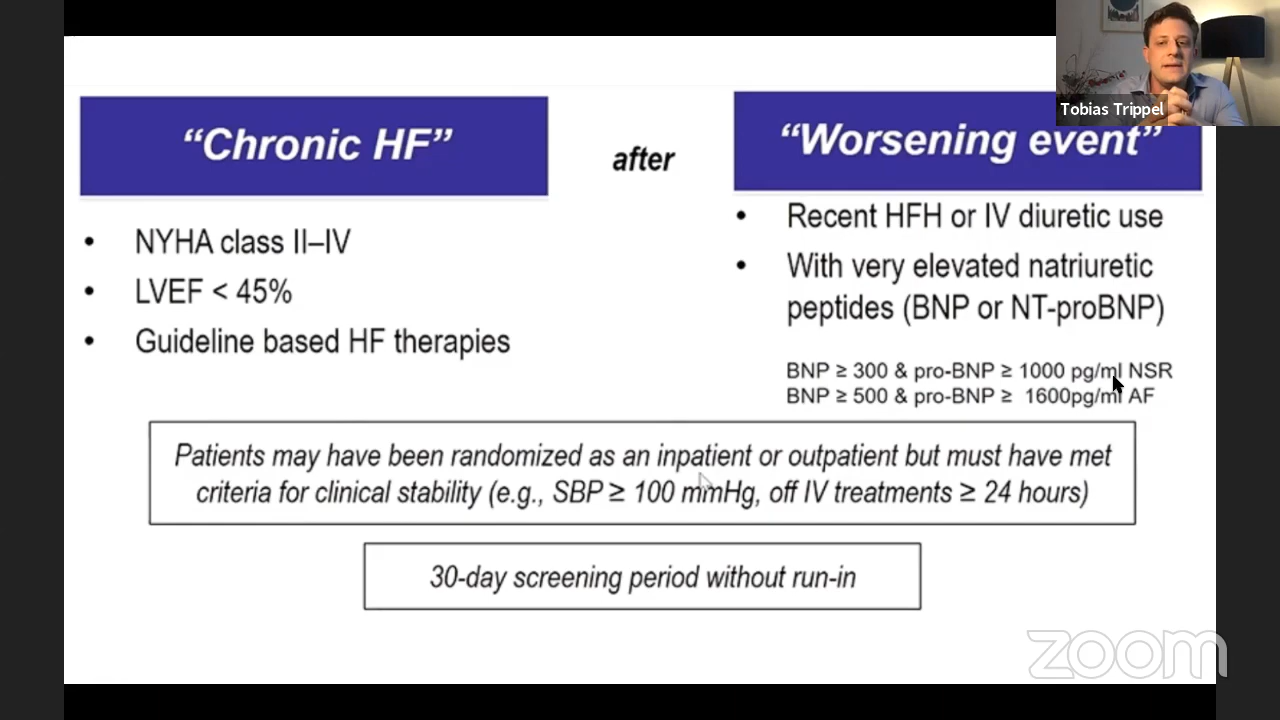 Tobias Trippel
“Chronic HF”
after
“Worsening event”
• NYHA class II–IV
• LVEF < 45%
• Guideline based HF therapies
• Recent HFH or IV diuretic use
• With very elevated natriuretic
peptides (BNP or NT-proBNP)
BNP ≥ 300 & pro-BNP ≥ 1000 pg/ml NSR
BNP ≥ 500 & pro-BNP ≥ 1600pg/ml AF
Patients may have been randomized as an inpatient or outpatient but must have met
criteria for clinical stability (e.g., SBP ≥ 100 mmHg, off IV treatments ≥ 24 hours)
30-day screening period without run-in
zoom